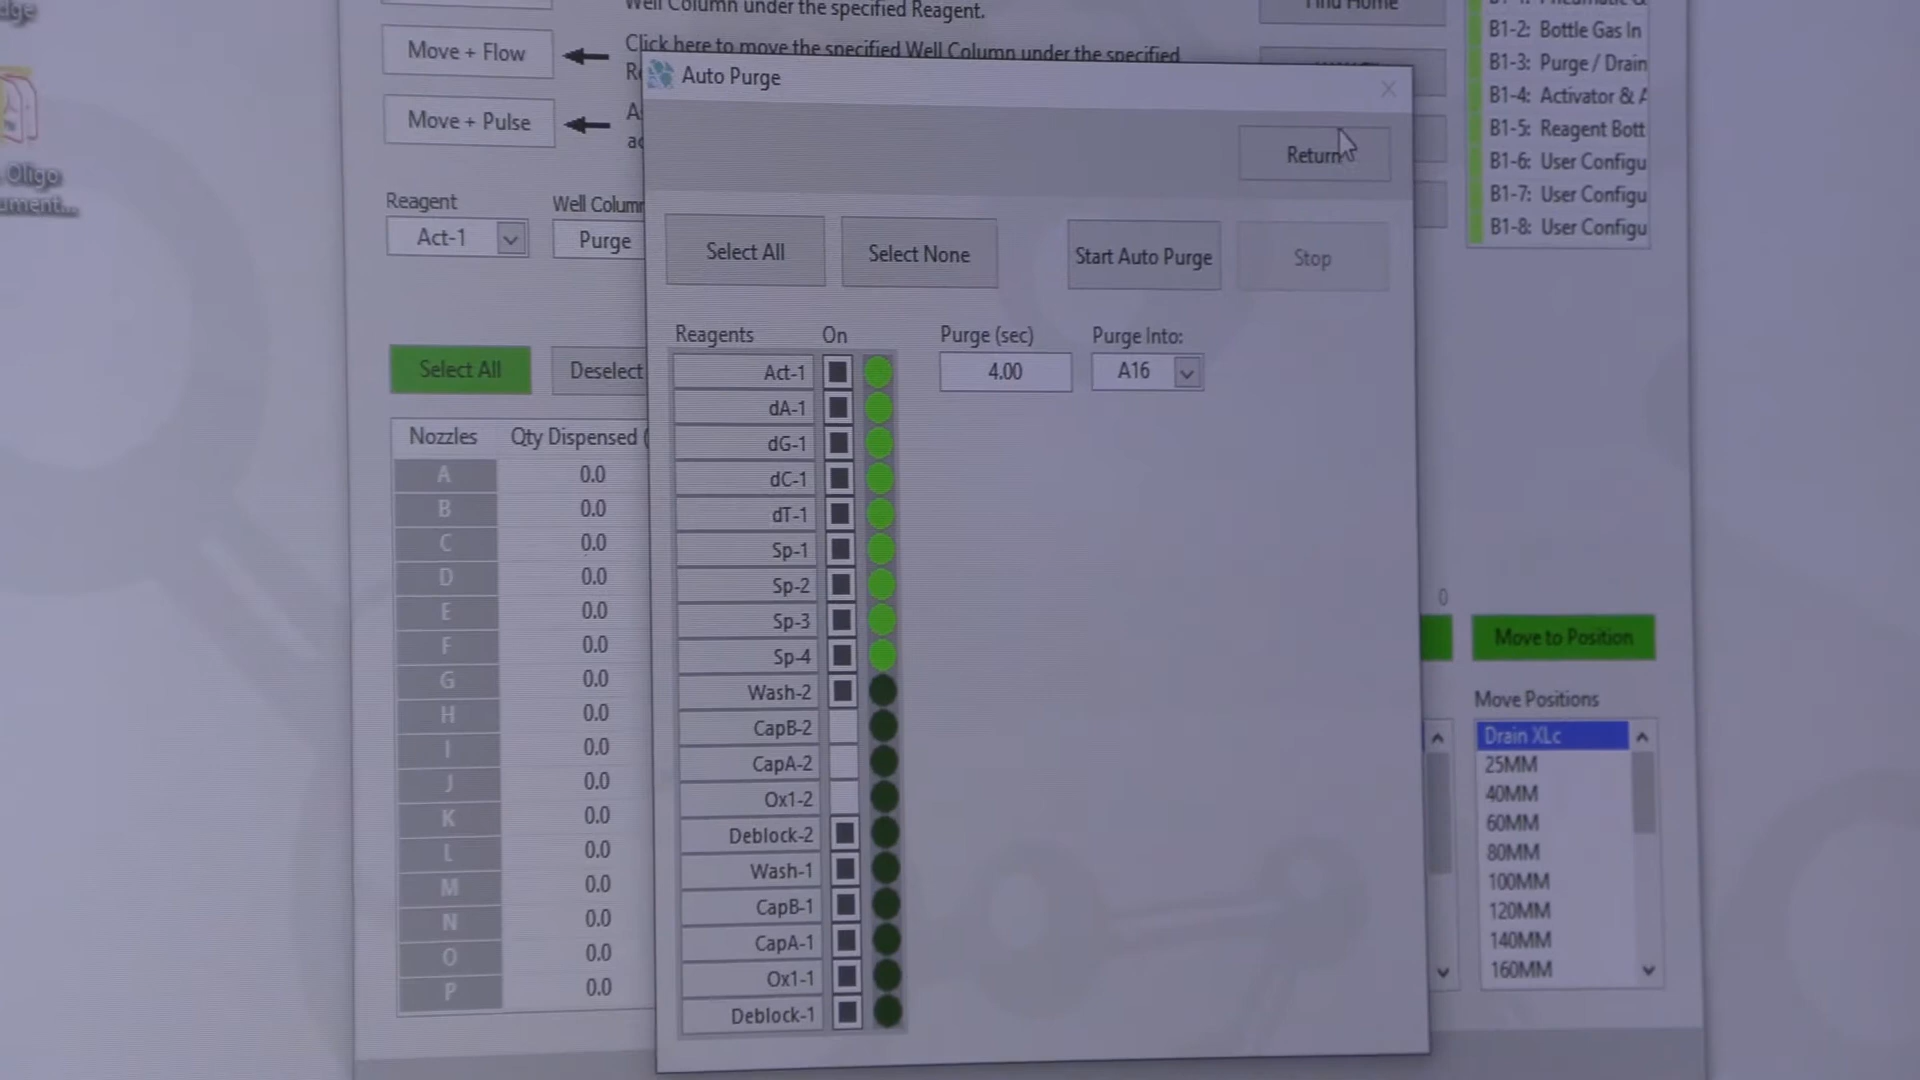 Well Column under the specified Reagent.
Find Home
Move + Flow
Click here to move the specified Well Column under the specified
B1-2: Bottle Gas In
B1-3: Purge / Drain
B1-4: Activator &
B1-5: Reagent Bott
B1-6: User Configu
B1-7: User Configu
B1-8: User Configu
Move + Pulse
Auto Purge
Return
Oligo
ument...
Reagent
Well Column
Act-1
Purge
Select All
Select None
Start Auto Purge
Stop
Select All
Deselect
Reagents
On
Purge (sec)
Purge Into:
4.00
A16
Act-1
dA-1
dG-1
dC-1
dT-1
Sp-1
Sp-2
Sp-3
Sp-4
Wash-2
CapB-2
CapA-2
Ox1-2
Deblock-2
Wash-1
CapB-1
CapA-1
Ox1-1
Deblock-1
Nozzles Qty Dispensed (
A 0.0
B 0.0
C 0.0
D 0.0
E 0.0
F 0.0
G 0.0
H 0.0
I 0.0
J 0.0
K 0.0
L 0.0
M 0.0
N 0.0
O 0.0
P 0.0
0
Move to Position
Move Positions
Drain XLc
25MM
40MM
60MM
80MM
100MM
120MM
140MM
160MM